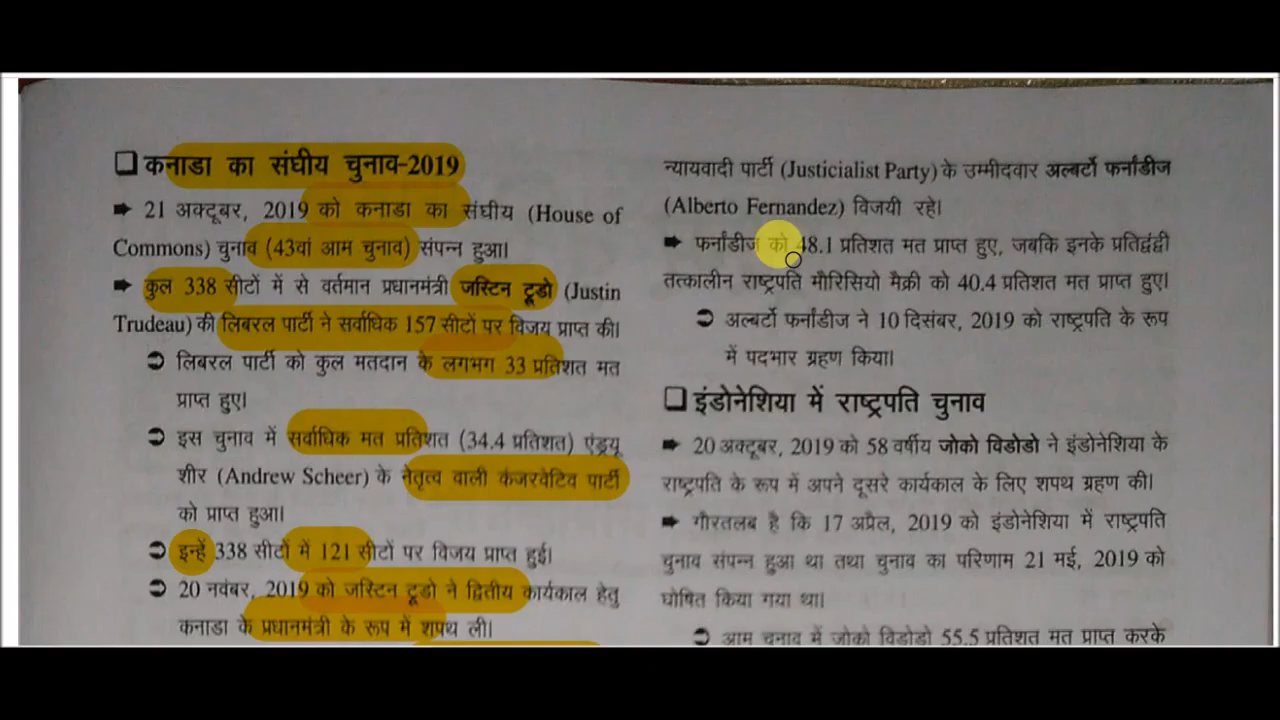 ❑ कनाडा का संघीय चुनाव-2019
➡ 21 अक्टूबर, 2019 को कनाडा का संघीय (House of
Commons) चुनाव (43वां आम चुनाव) संपन्न हुआ।
➡ कुल 338 सीटों में से वर्तमान प्रधानमंत्री जस्टिन ट्रूडो (Justin
Trudeau) की लिबरल पार्टी ने सर्वाधिक 157 सीटों पर विजय प्राप्त की।
➲ लिबरल पार्टी को कुल मतदान के लगभग 33 प्रतिशत मत
प्राप्त हुए।
➲ इस चुनाव में सर्वाधिक मत प्रतिशत (34.4 प्रतिशत) एंड्रयू
शीर (Andrew Scheer) के नेतृत्व वाली कंजरवेटिव पार्टी
को प्राप्त हुआ।
➲ इन्हें 338 सीटों में 121 सीटों पर विजय प्राप्त हुई।
➲ 20 नवंबर, 2019 को जस्टिन ट्रूडो ने द्वितीय कार्यकाल हेतु
कनाडा के प्रधानमंत्री के रूप में शपथ ली।
न्यायवादी पार्टी (Justicialist Party) के उम्मीदवार अल्बर्टो फर्नांडीज
(Alberto Fernandez) विजयी रहे।
➡ फर्नांडीज को 48.1 प्रतिशत मत प्राप्त हुए, जबकि इनके प्रतिद्वंद्वी
तत्कालीन राष्ट्रपति मौरिसियो मैक्री को 40.4 प्रतिशत मत प्राप्त हुए।
➲ अल्बर्टो फर्नांडीज ने 10 दिसंबर, 2019 को राष्ट्रपति के रूप
में पदभार ग्रहण किया।
❑ इंडोनेशिया में राष्ट्रपति चुनाव
➡ 20 अक्टूबर, 2019 को 58 वर्षीय जोको विडोडो ने इंडोनेशिया के
राष्ट्रपति के रूप में अपने दूसरे कार्यकाल के लिए शपथ ग्रहण की।
➡ गौरतलब है कि 17 अप्रैल, 2019 को इंडोनेशिया में राष्ट्रपति
चुनाव संपन्न हुआ था तथा चुनाव का परिणाम 21 मई, 2019 को
घोषित किया गया था।
➲ आम चुनाव में जोको विडोडो 55.5 प्रतिशत मत प्राप्त करके